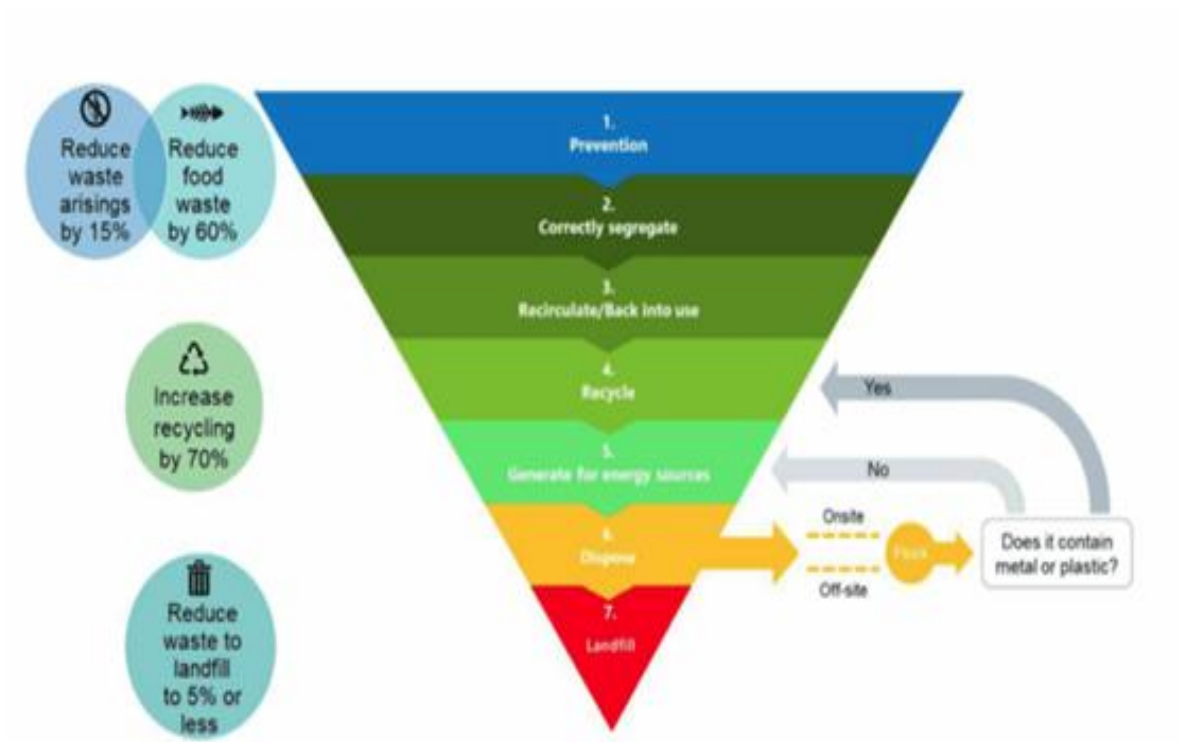 Reduce
waste
arisings
by 15%
Reduce
food
waste
by 60%
1.
Prevention
2.
Correctly segregate
3.
Recirculate/Back into use
4.
Recycle
Yes
Increase
recycling
by 70%
5.
Generate for energy sources
No
6.
Dispose
Onsite
Off-site
Does it contain
metal or plastic?
7.
Landfill
Reduce
waste to
landfill
to 5% or
less